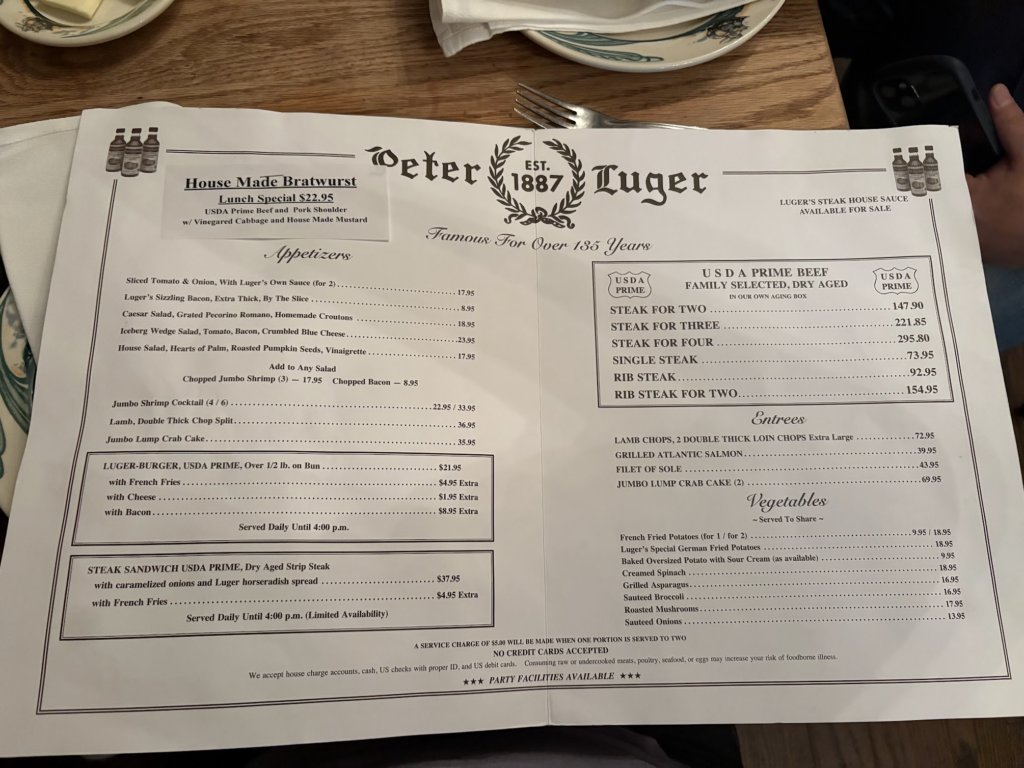 Peter Luger
EST.
1887
Famous For Over 135 Years
House Made Bratwurst
Lunch Special $22.95
USDA Prime Beef and Pork Shoulder
w/ Vinegared Cabbage and House Made Mustard
LUGER'S STEAK HOUSE SAUCE
AVAILABLE FOR SALE
Appetizers
Sliced Tomato & Onion, With Luger's Own Sauce (for 2) 17.95
Luger's Sizzling Bacon, Extra Thick, By The Slice 8.95
Caesar Salad, Grated Pecorino Romano, Homemade Croutons 18.95
Iceberg Wedge Salad, Tomato, Bacon, Crumbled Blue Cheese 23.95
House Salad, Hearts of Palm, Roasted Pumpkin Seeds, Vinaigrette 17.95
Add to Any Salad
Chopped Jumbo Shrimp (3) — 17.95 Chopped Bacon — 8.95
Jumbo Shrimp Cocktail (4 / 6) 22.95 / 33.95
Lamb, Double Thick Chop Split 36.95
Jumbo Lump Crab Cake 35.95
LUGER-BURGER, USDA PRIME, Over 1/2 lb. on Bun $21.95
with French Fries $4.95 Extra
with Cheese $1.95 Extra
with Bacon $8.95 Extra
Served Daily Until 4:00 p.m.
STEAK SANDWICH USDA PRIME, Dry Aged Strip Steak
with caramelized onions and Luger horseradish spread $37.95
with French Fries $4.95 Extra
Served Daily Until 4:00 p.m. (Limited Availability)
USDA
PRIME
USDA PRIME BEEF
FAMILY SELECTED, DRY AGED
IN OUR OWN AGING BOX
USDA
PRIME
STEAK FOR TWO 147.90
STEAK FOR THREE 221.85
STEAK FOR FOUR 295.80
SINGLE STEAK 73.95
RIB STEAK 92.95
RIB STEAK FOR TWO 154.95
Entrees
LAMB CHOPS, 2 DOUBLE THICK LOIN CHOPS Extra Large 72.95
GRILLED ATLANTIC SALMON 39.95
FILET OF SOLE 43.95
JUMBO LUMP CRAB CAKE (2) 69.95
Vegetables
~ Served To Share ~
French Fried Potatoes (for 1 / for 2) 9.95 / 18.95
Luger's Special German Fried Potatoes 18.95
Baked Oversized Potato with Sour Cream (as available) 9.95
Creamed Spinach 18.95
Grilled Asparagus 16.95
Sauteed Broccoli 16.95
Roasted Mushrooms 17.95
Sauteed Onions 13.95
A SERVICE CHARGE OF $5.00 WILL BE MADE WHEN ONE PORTION IS SERVED TO TWO
NO CREDIT CARDS ACCEPTED
We accept house charge accounts, cash, US checks with proper ID, and US debit cards. Consuming raw or undercooked meats, poultry, seafood, or eggs may increase your risk of foodborne illness.
★★★ PARTY FACILITIES AVAILABLE ★★★